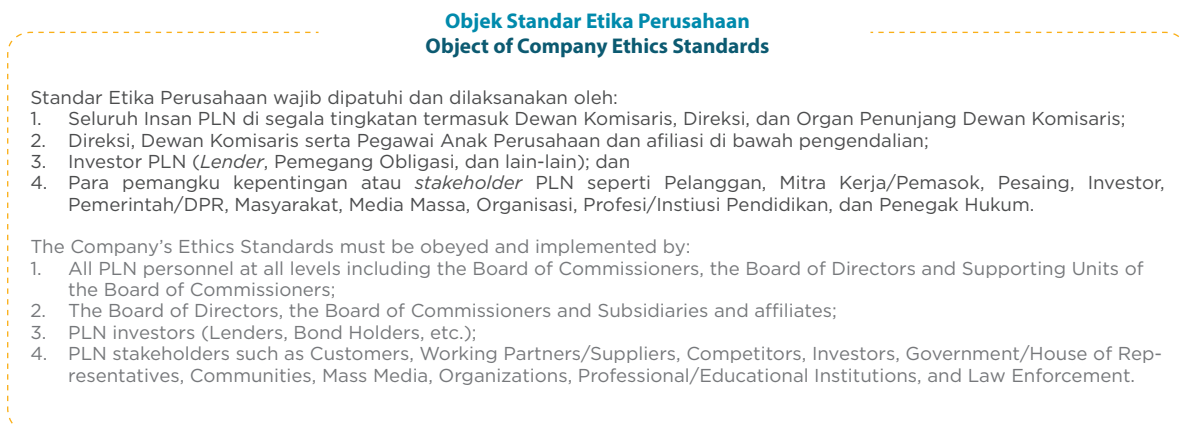 Objek Standar Etika Perusahaan
Object of Company Ethics Standards
Standar Etika Perusahaan wajib dipatuhi dan dilaksanakan oleh:
1. Seluruh Insan PLN di segala tingkatan termasuk Dewan Komisaris, Direksi, dan Organ Penunjang Dewan Komisaris;
2. Direksi, Dewan Komisaris serta Pegawai Anak Perusahaan dan afiliasi di bawah pengendalian;
3. Investor PLN (Lender, Pemegang Obligasi, dan lain-lain); dan
4. Para pemangku kepentingan atau stakeholder PLN seperti Pelanggan, Mitra Kerja/Pemasok, Pesaing, Investor,
Pemerintah/DPR, Masyarakat, Media Massa, Organisasi, Profesi/Instiusi Pendidikan, dan Penegak Hukum.
The Company's Ethics Standards must be obeyed and implemented by:
1. All PLN personnel at all levels including the Board of Commissioners, the Board of Directors and Supporting Units of
the Board of Commissioners;
2. The Board of Directors, the Board of Commissioners and Subsidiaries and affiliates;
3. PLN investors (Lenders, Bond Holders, etc.);
4. PLN stakeholders such as Customers, Working Partners/Suppliers, Competitors, Investors, Government/House of Rep-
resentatives, Communities, Mass Media, Organizations, Professional/Educational Institutions, and Law Enforcement.